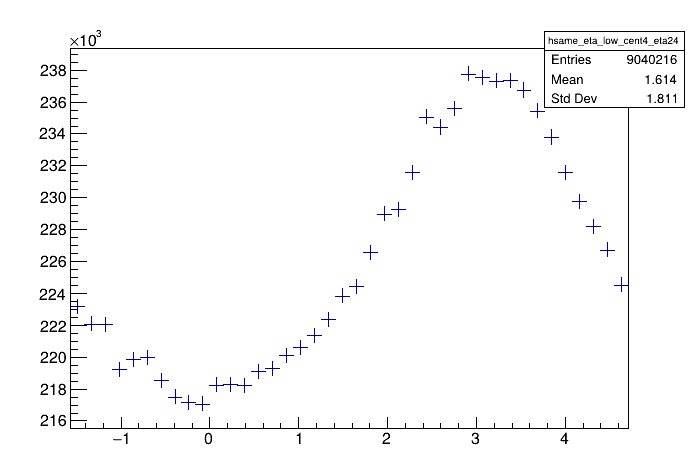 ×10³
hsame_eta_low_cent4_eta24
Entries 9040216
Mean 1.614
Std Dev 1.811
238
236
234
232
230
228
226
224
222
220
218
216
−1 0 1 2 3 4